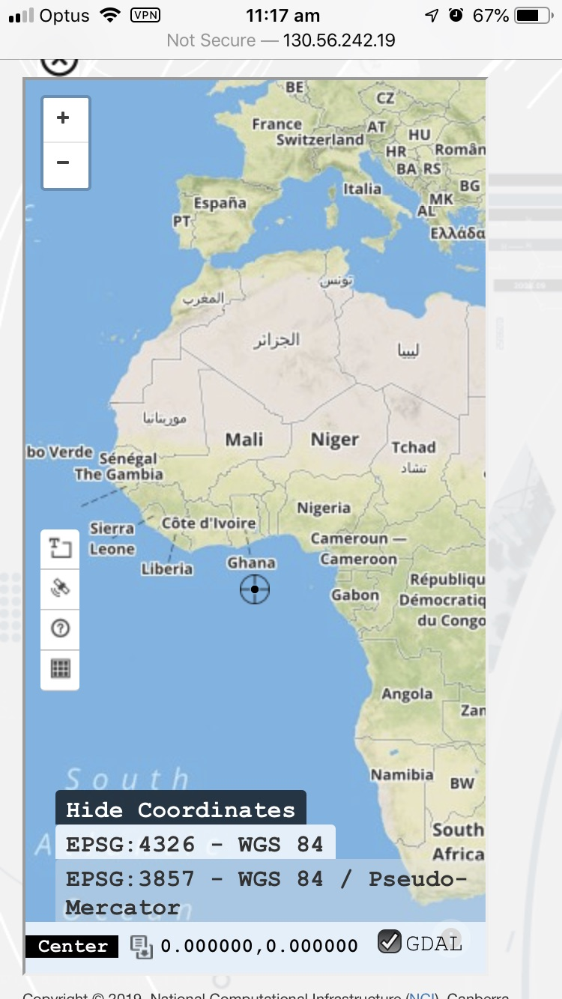 Optus VPN 11:17 am 67%
Not Secure — 130.56.242.19
+
−
BE
CZ
France
AT
HU
Switzerland
HR
Român
BA RS
Italia
BG
España
MK
AL
PT
Ελλάδα
تونس
المغرب
الجزائر
ليبيا
موريتانيا
Mali
Niger
Tchad
تشاد
bo Verde
Sénégal
The Gambia
Nigeria
Côte d'Ivoire
Sierra
Leone
Cameroun —
Cameroon
Liberia
Ghana
Républiqu
Démocratiq
du Congo
Gabon
T
?
Angola
Zan
Namibia
BW
South
Africa
South
A
Hide Coordinates
EPSG:4326 - WGS 84
EPSG:3857 - WGS 84 / Pseudo-
Mercator
Center 0.000000,0.000000 GDAL
Copyright © 2019, National Computational Infrastructure (NCI), Canberra